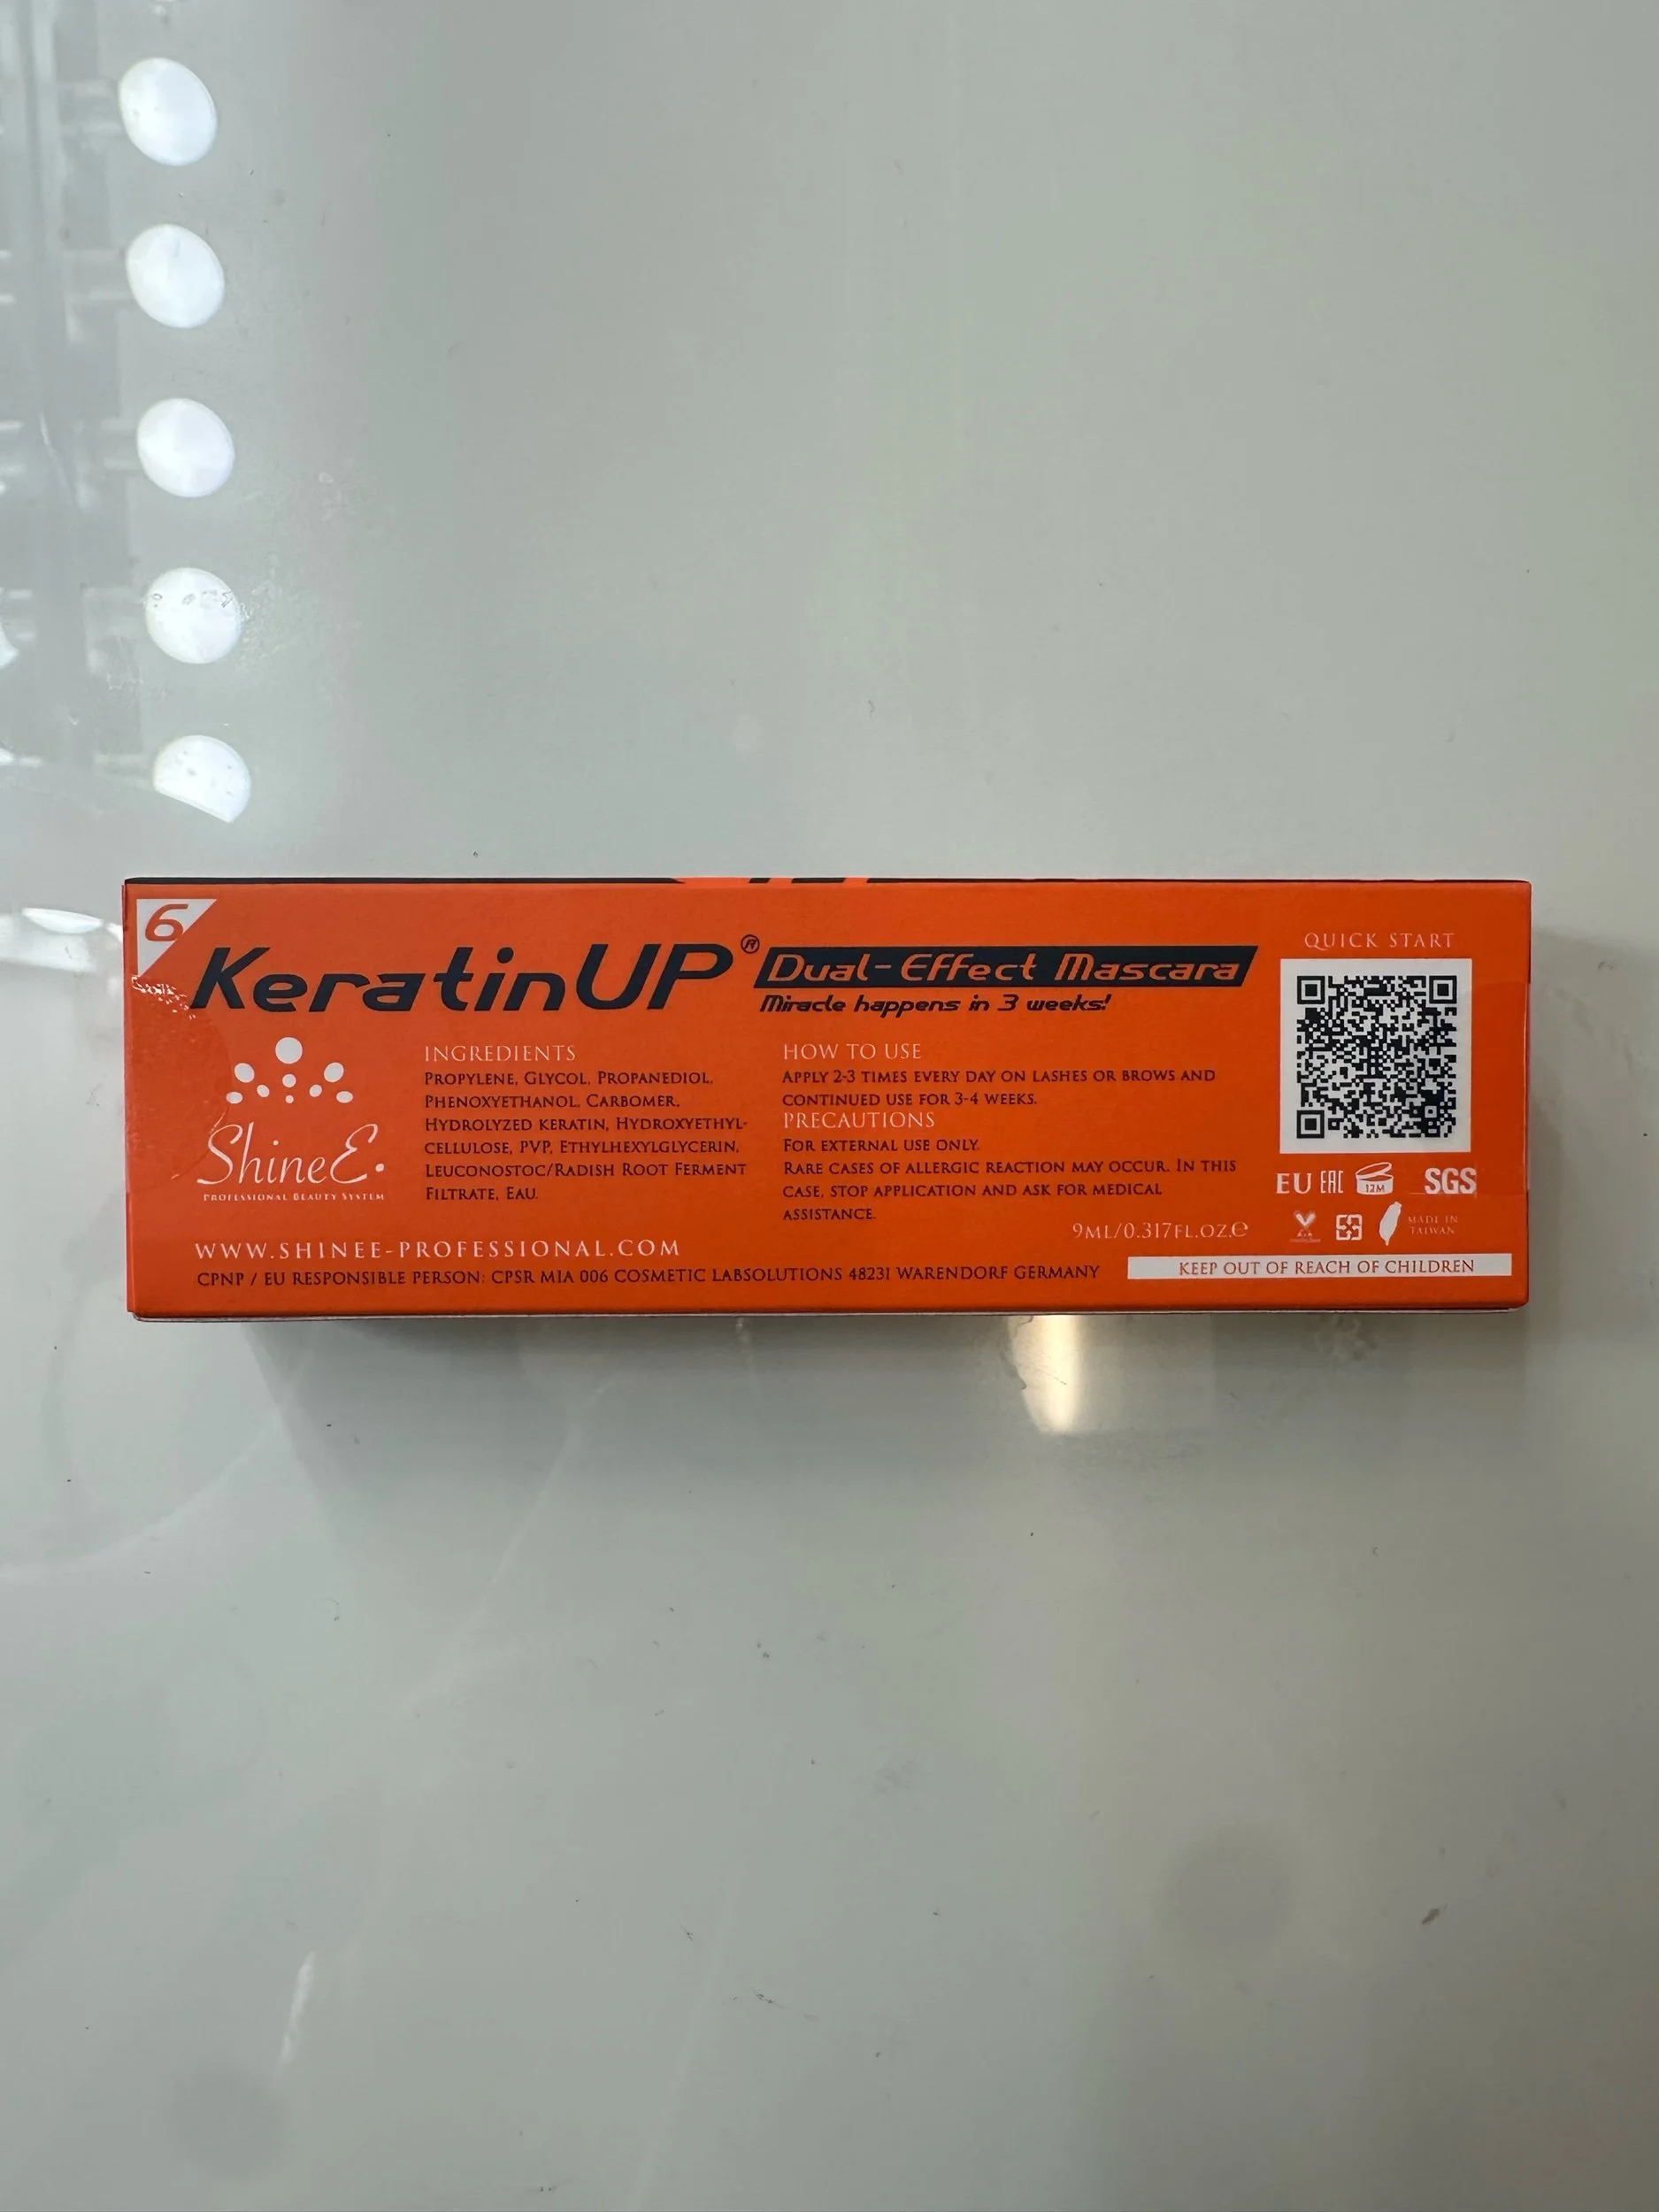 6
KeratinUP®
Dual-Effect Mascara
Miracle happens in 3 weeks!
ShineE.
PROFESSIONAL BEAUTY SYSTEM
INGREDIENTS
PROPYLENE, GLYCOL, PROPANEDIOL,
PHENOXYETHANOL, CARBOMER,
HYDROLYZED KERATIN, HYDROXYETHYL-
CELLULOSE, PVP, ETHYLHEXYLGLYCERIN,
LEUCONOSTOC/RADISH ROOT FERMENT
FILTRATE, EAU.
HOW TO USE
APPLY 2-3 TIMES EVERY DAY ON LASHES OR BROWS AND
CONTINUED USE FOR 3-4 WEEKS.
PRECAUTIONS
FOR EXTERNAL USE ONLY.
RARE CASES OF ALLERGIC REACTION MAY OCCUR. IN THIS
CASE, STOP APPLICATION AND ASK FOR MEDICAL
ASSISTANCE.
9ML/0.317FL.OZ.℮
QUICK START
EU EAC 12M SGS
MADE IN
TAIWAN
WWW.SHINEE-PROFESSIONAL.COM
CPNP / EU RESPONSIBLE PERSON: CPSR MIA 006 COSMETIC LABSOLUTIONS 48231 WARENDORF GERMANY
KEEP OUT OF REACH OF CHILDREN